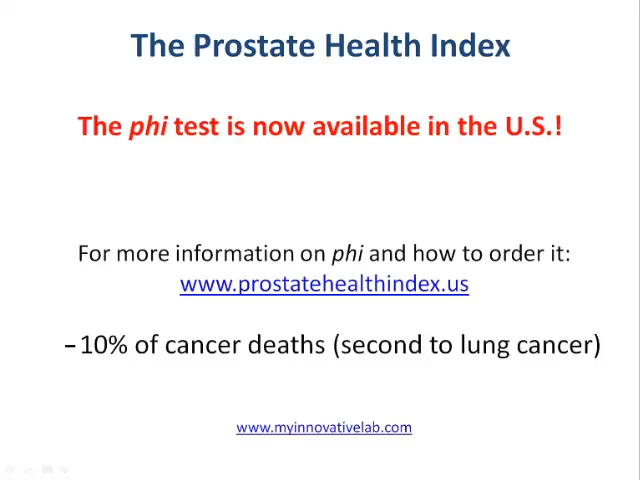 The Prostate Health Index
The phi test is now available in the U.S.!
For more information on phi and how to order it:
www.prostatehealthindex.us
–10% of cancer deaths (second to lung cancer)
www.myinnovativelab.com